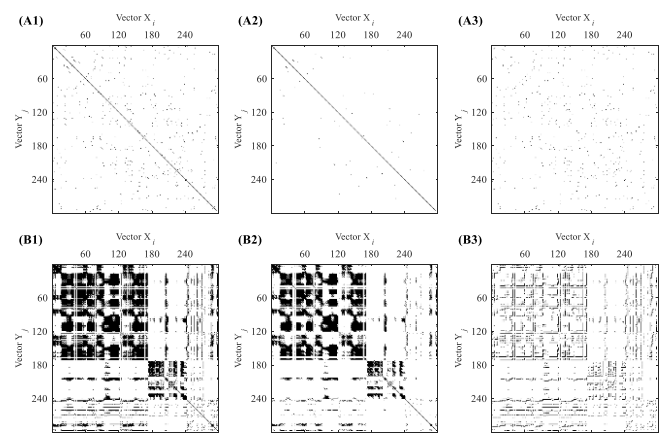 (A1) (A2) (A3)
Vector X i Vector X i Vector X i
60 120 180 240 60 120 180 240 60 120 180 240
Vector Y j Vector Y j Vector Y j
60 60 60
120 120 120
180 180 180
240 240 240
(B1) (B2) (B3)
Vector X i Vector X i Vector X i
60 120 180 240 60 120 180 240 60 120 180 240
Vector Y j Vector Y j Vector Y j
60 60 60
120 120 120
180 180 180
240 240 240